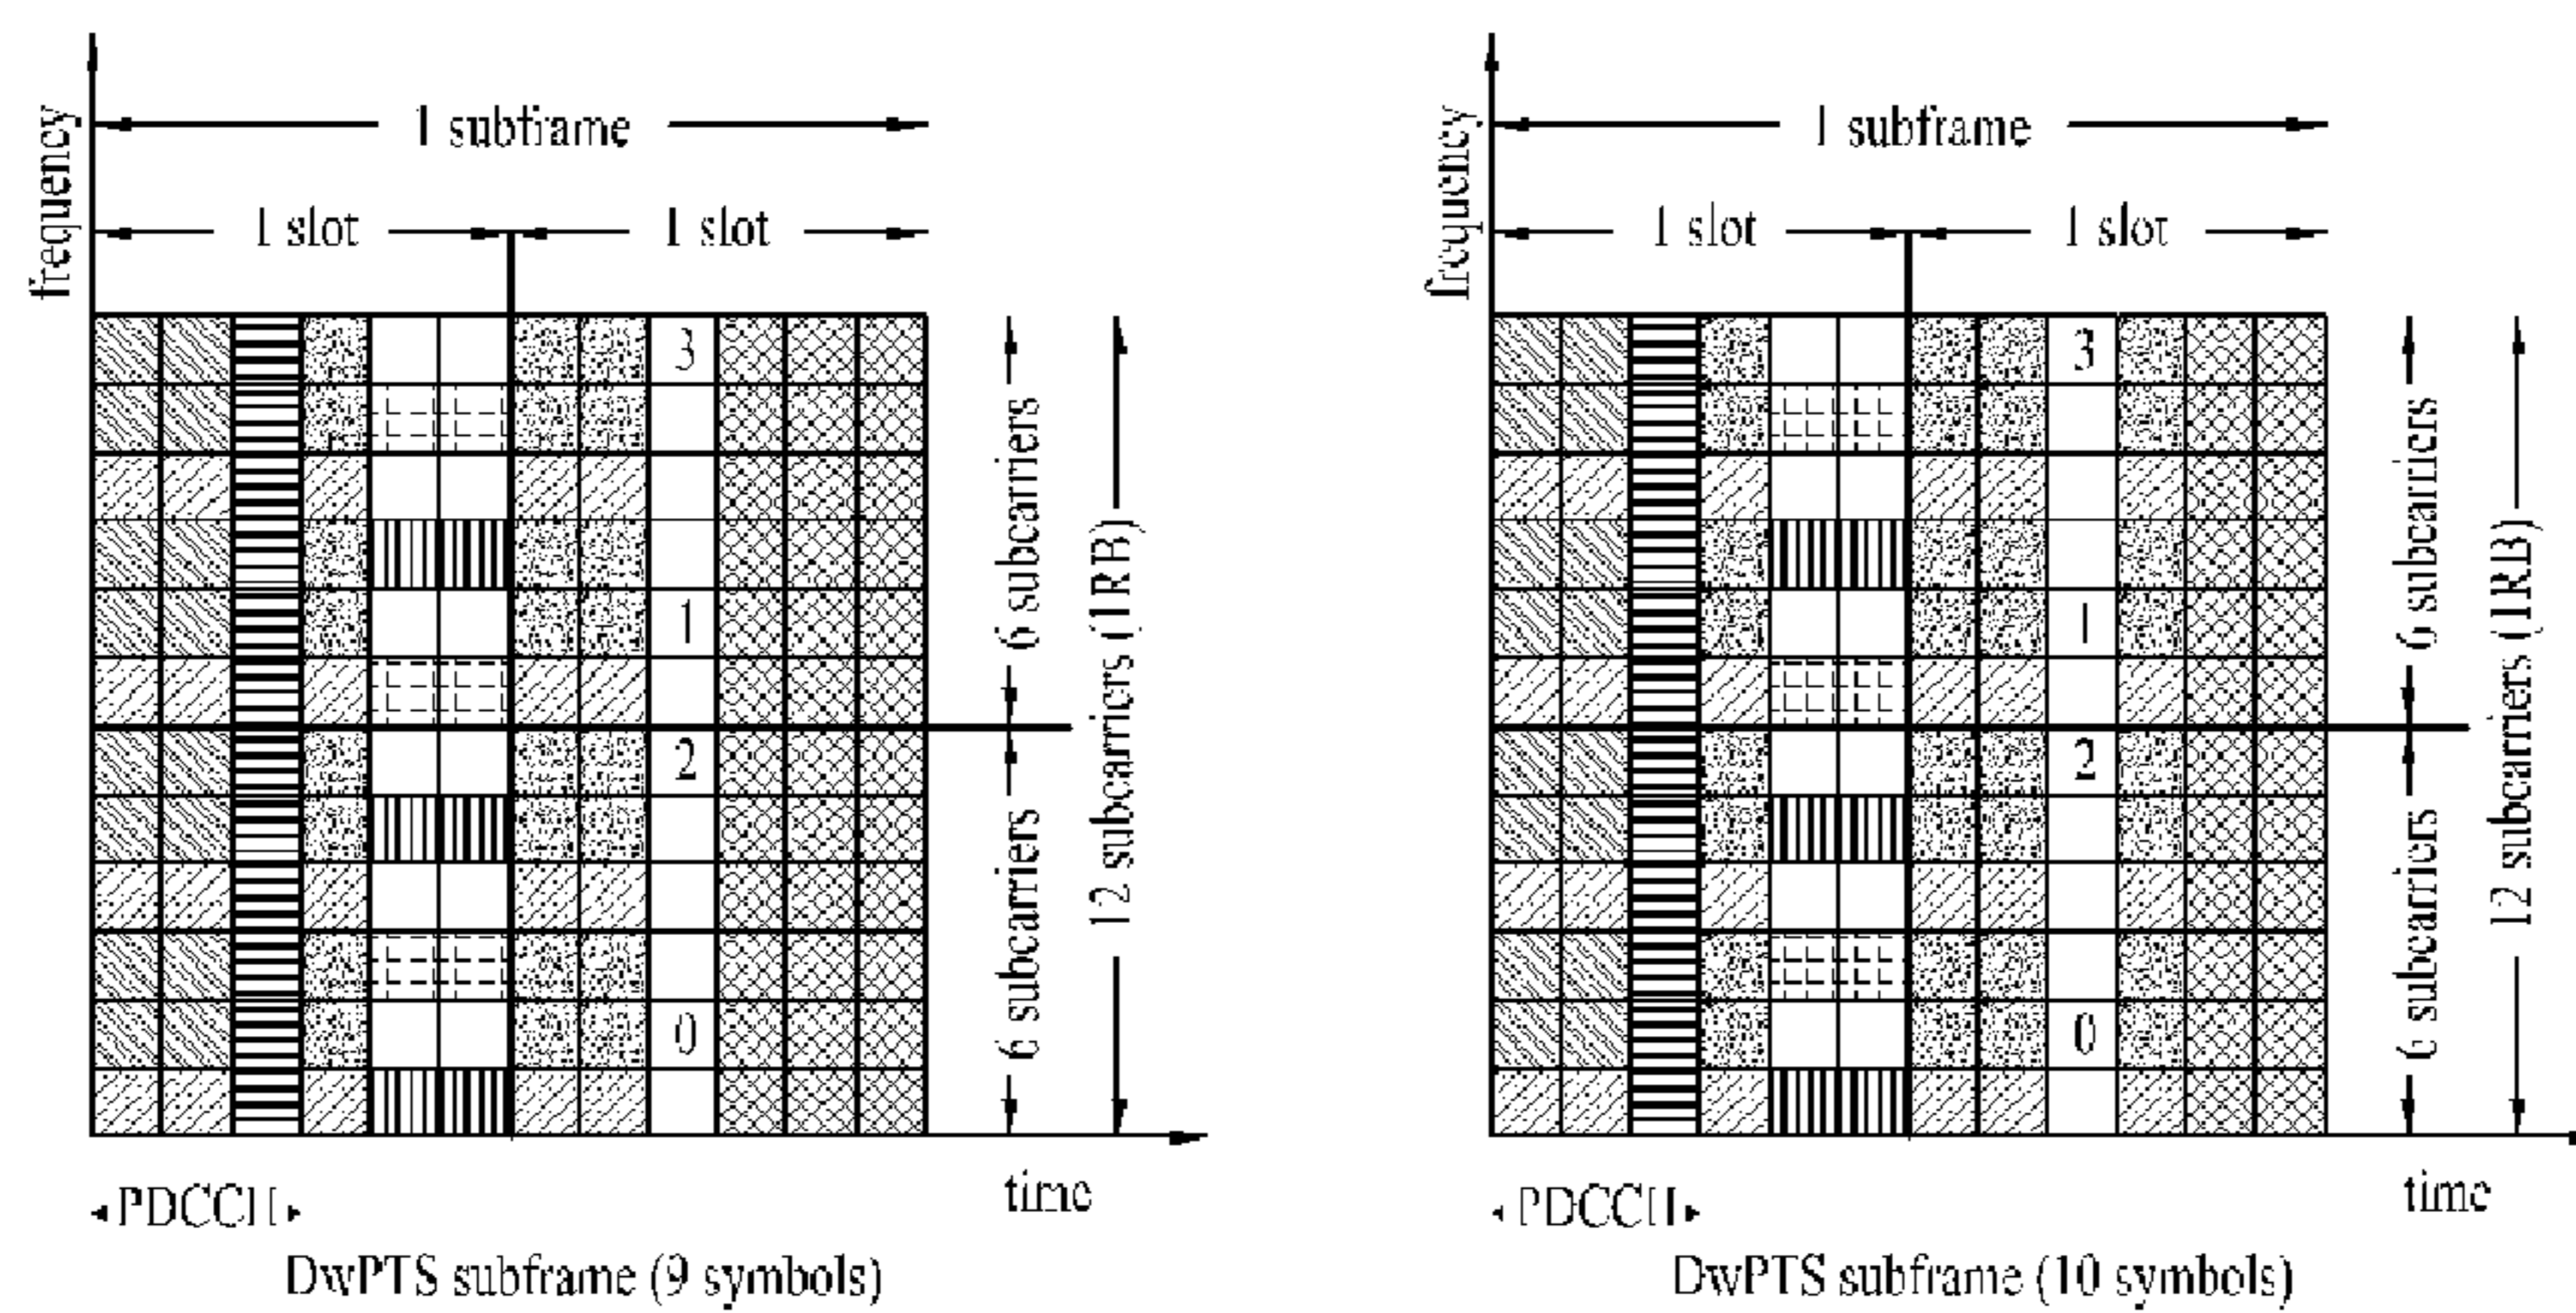 frequency
1 subframe
1 slot
1 slot
3
1
2
0
6 subcarriers
6 subcarriers
12 subcarriers (1RB)
PDCCH
time
DwPTS subframe (9 symbols)
frequency
1 subframe
1 slot
1 slot
3
1
2
0
6 subcarriers
6 subcarriers
12 subcarriers (1RB)
PDCCH
time
DwPTS subframe (10 symbols)